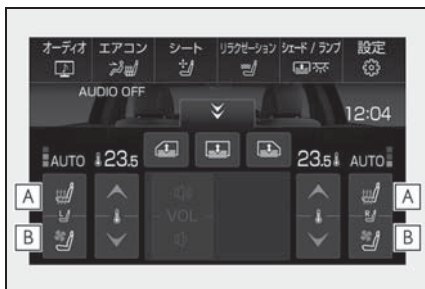 オーディオ エアコン シート リラクゼーション シェード / ランプ 設定
AUDIO OFF
12:04
AUTO 23.5 23.5 AUTO
A A
L R
VOL
B B